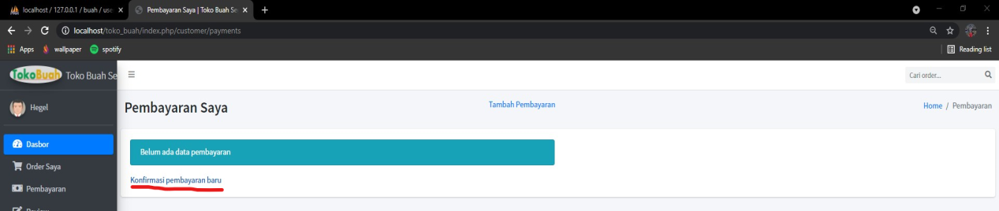 localhost / 127.0.0.1 / buah / use
Pembayaran Saya | Toko Buah Se
localhost/toko_buah/index.php/customer/payments
Apps wallpaper spotify Reading list
TokoBuah Toko Buah Se
Cari order...
Hegel
Pembayaran Saya Tambah Pembayaran Home / Pembayaran
Dasbor
Belum ada data pembayaran
Order Saya
Konfirmasi pembayaran baru
Pembayaran
Review